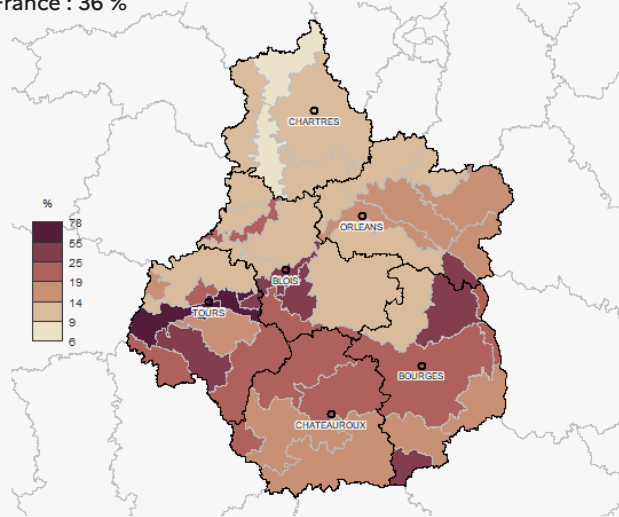 France : 36 %
CHARTRES
ORLEANS
%
78
55
25
19
14
9
6
BLOIS
TOURS
BOURGES
CHATEAUROUX